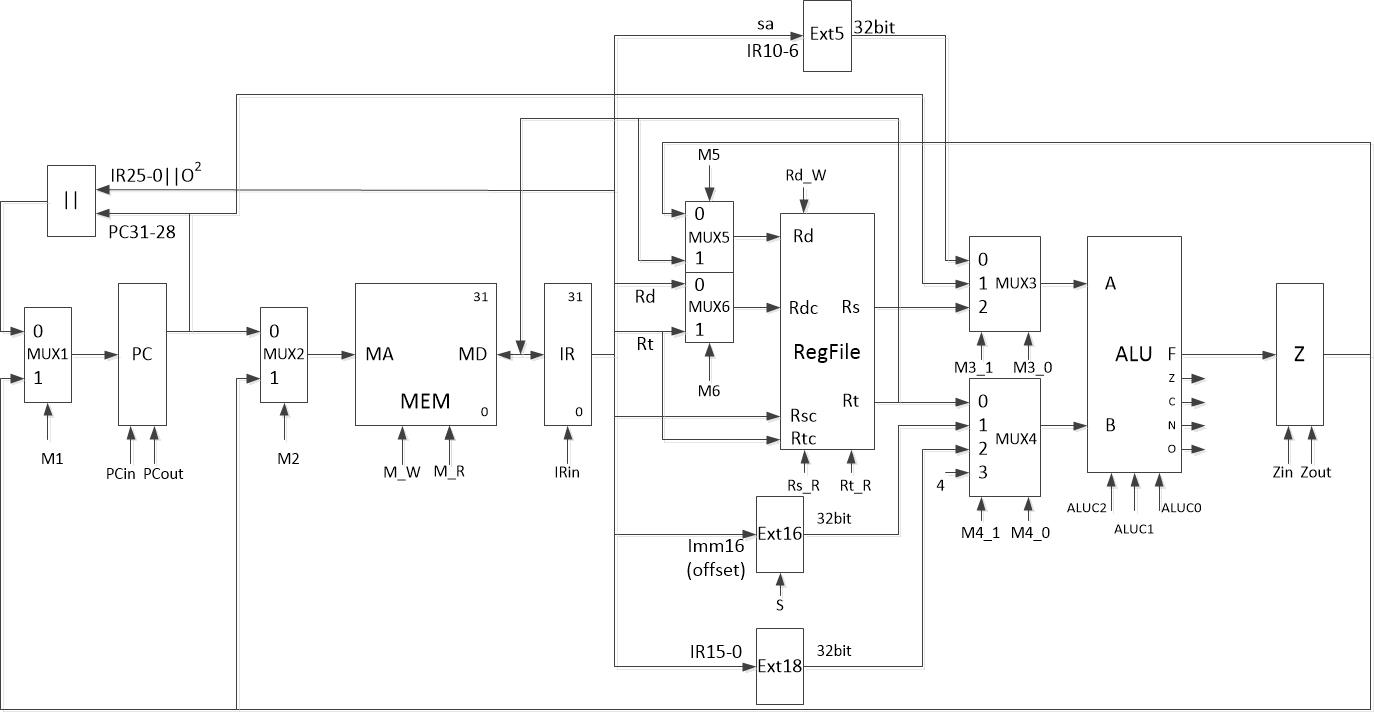 sa
Ext5
32bit
IR10-6
IR25-0||O²
||
PC31-28
M5
Rd_W
0
MUX5
1
Rd
0
MUX6
1
Rd
Rt
Rdc
Rs
RegFile
Rt
Rsc
Rtc
M6
0
MUX1
1
PC
0
MUX2
1
31
MA
MD
MEM
0
31
IR
0
0
1
MUX3
2
M3_1
M3_0
A
ALU
F
Z
C
N
O
B
Z
0
1
MUX4
2
3
4
M1
PCin
PCout
M2
M_W
M_R
IRin
Rs_R
Rt_R
M4_1
M4_0
ALUC2
ALUC1
ALUC0
Zin
Zout
Ext16
32bit
Imm16
(offset)
S
IR15-0
Ext18
32bit